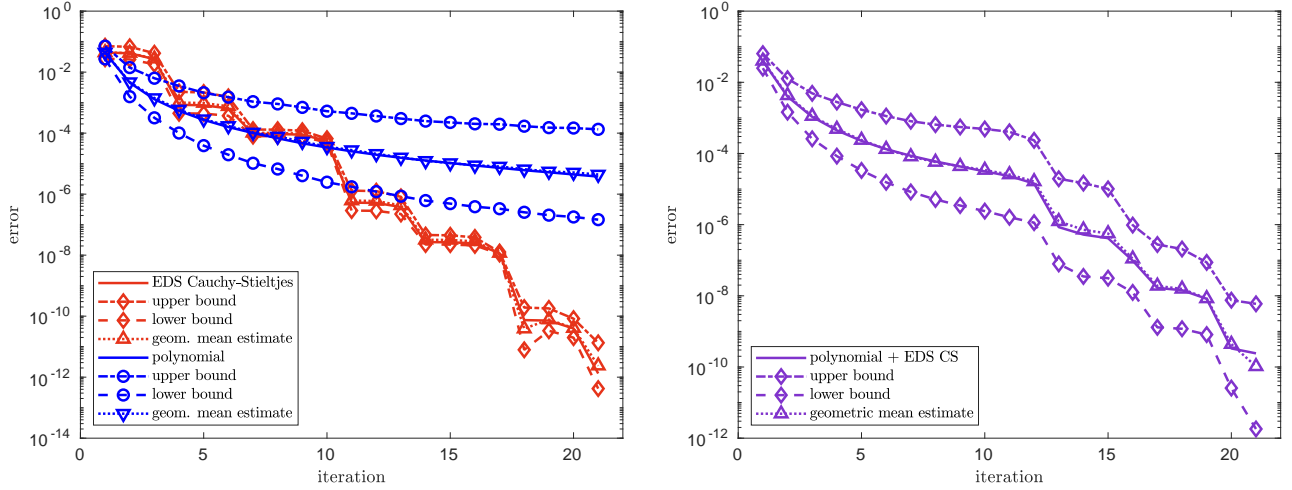 10^0
10^-2
10^-4
10^-6
10^-8
10^-10
10^-12
10^-14
error
EDS Cauchy-Stieltjes
upper bound
lower bound
geom. mean estimate
polynomial
upper bound
lower bound
geom. mean estimate
0 5 10 15 20
iteration
10^0
10^-2
10^-4
10^-6
10^-8
10^-10
10^-12
error
polynomial + EDS CS
upper bound
lower bound
geometric mean estimate
0 5 10 15 20
iteration